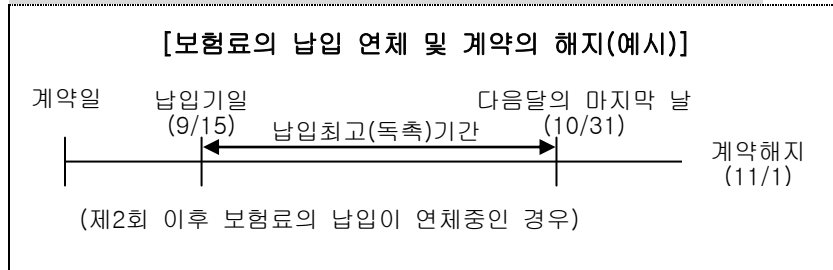 [보험료의 납입 연체 및 계약의 해지(예시)]
계약일 납입기일 다음달의 마지막 날
(9/15) 납입최고(독촉)기간 (10/31)
계약해지
(11/1)
(제2회 이후 보험료의 납입이 연체중인 경우)